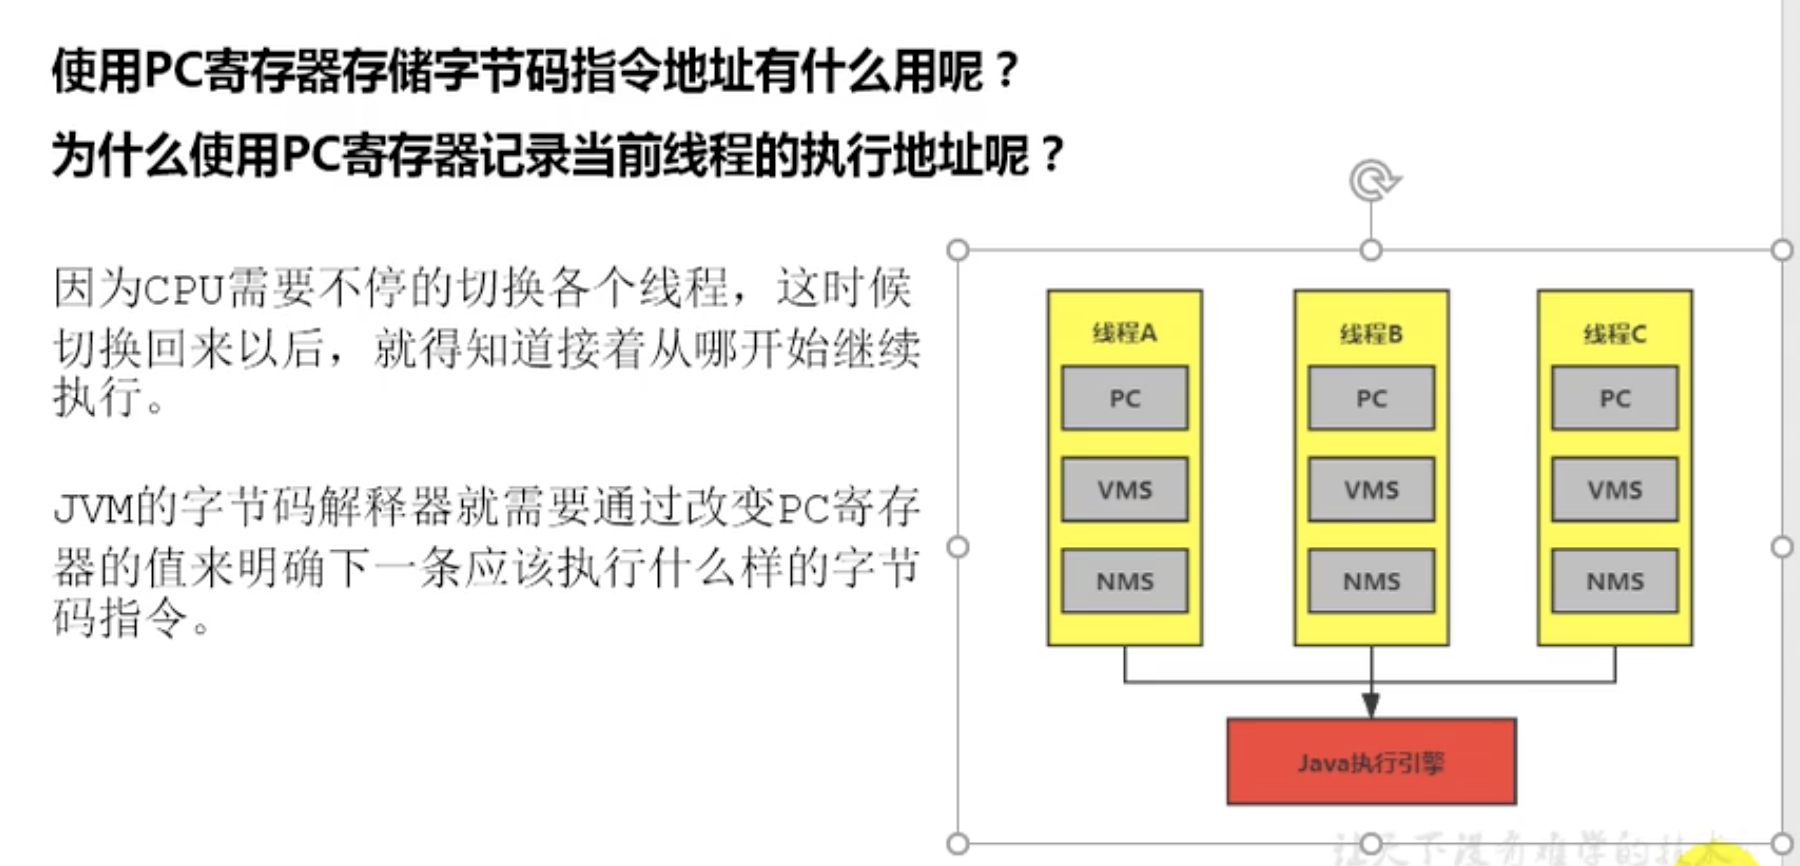 使用PC寄存器存储字节码指令地址有什么用呢？
为什么使用PC寄存器记录当前线程的执行地址呢？
因为CPU需要不停的切换各个线程，这时候
切换回来以后，就得知道接着从哪开始继续
执行。
JVM的字节码解释器就需要通过改变PC寄存
器的值来明确下一条应该执行什么样的字节
码指令。
线程A
PC
VMS
NMS
线程B
PC
VMS
NMS
线程C
PC
VMS
NMS
Java执行引擎
让天下没有难学的技术